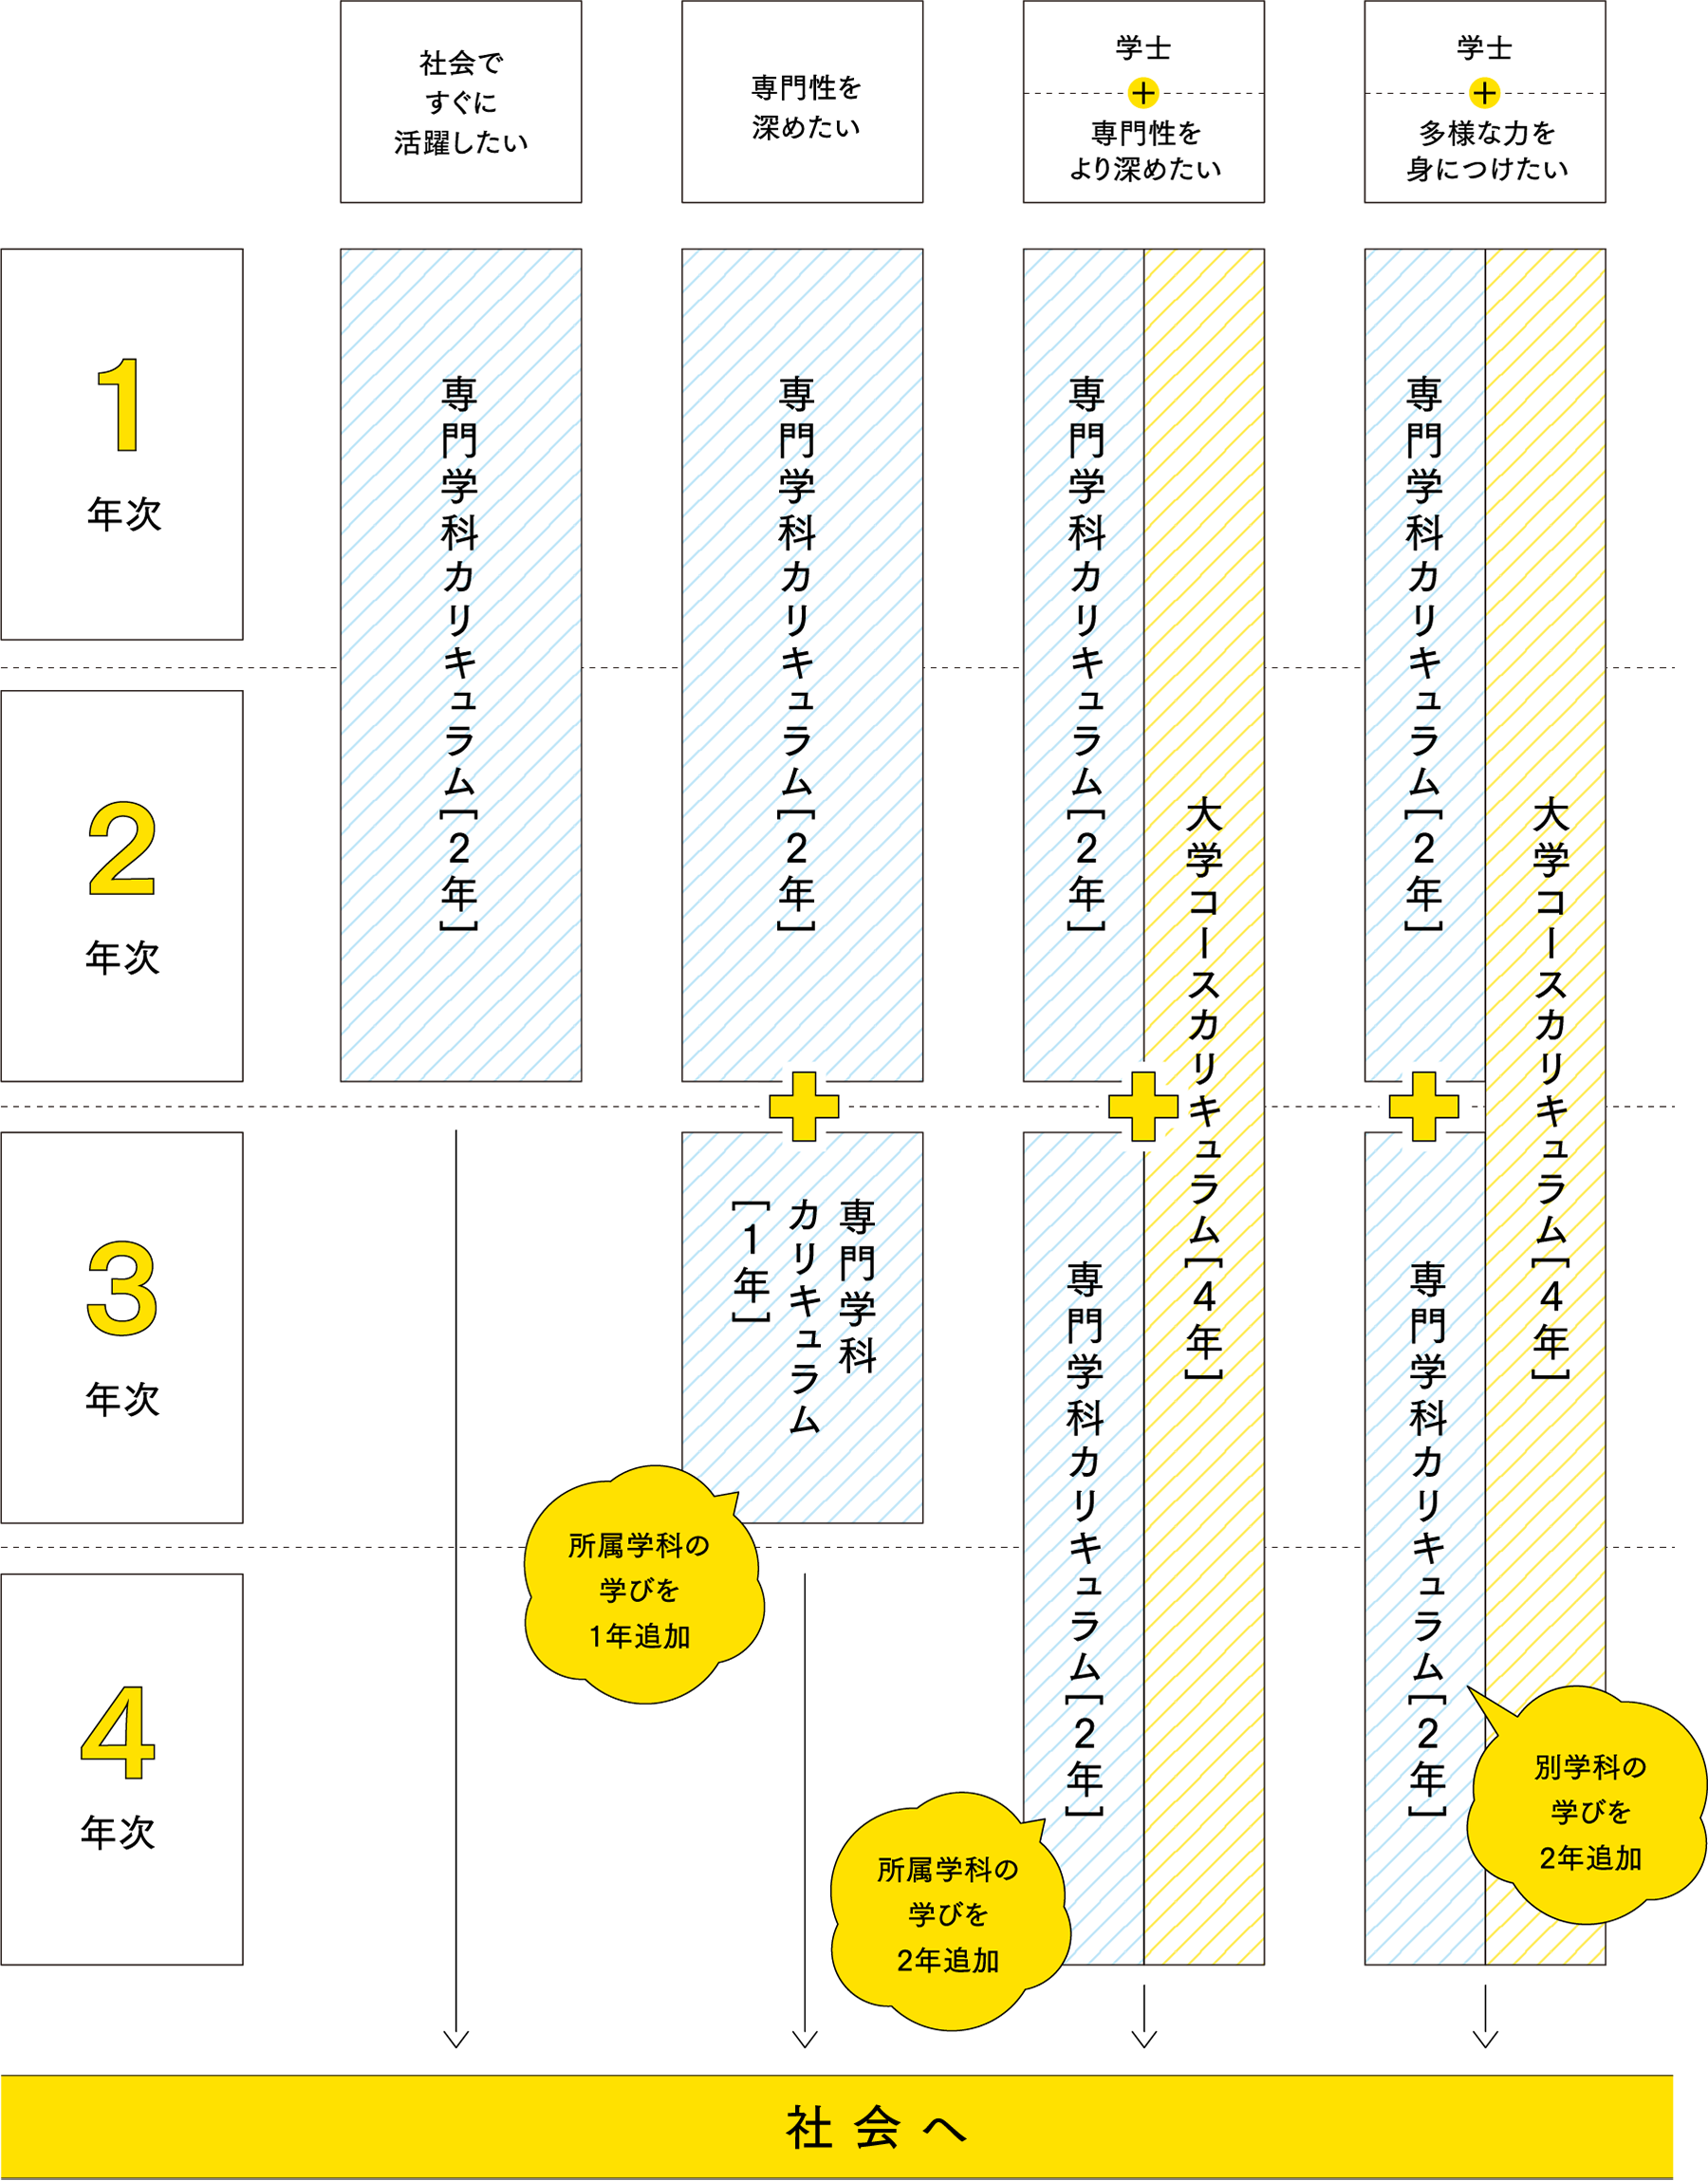 社会で
すぐに
活躍したい
専門性を
深めたい
学士
+
専門性を
より深めたい
学士
+
多様な力を
身につけたい
1
年次
2
年次
3
年次
4
年次
専門学科カリキュラム[2年]
専門学科カリキュラム[2年]
専門学科
カリキュラム
[1年]
所属学科の
学びを
1年追加
専門学科カリキュラム[2年]
専門学科カリキュラム[2年]
大学コースカリキュラム[4年]
所属学科の
学びを
2年追加
専門学科カリキュラム[2年]
専門学科カリキュラム[2年]
大学コースカリキュラム[4年]
別学科の
学びを
2年追加
社会へ